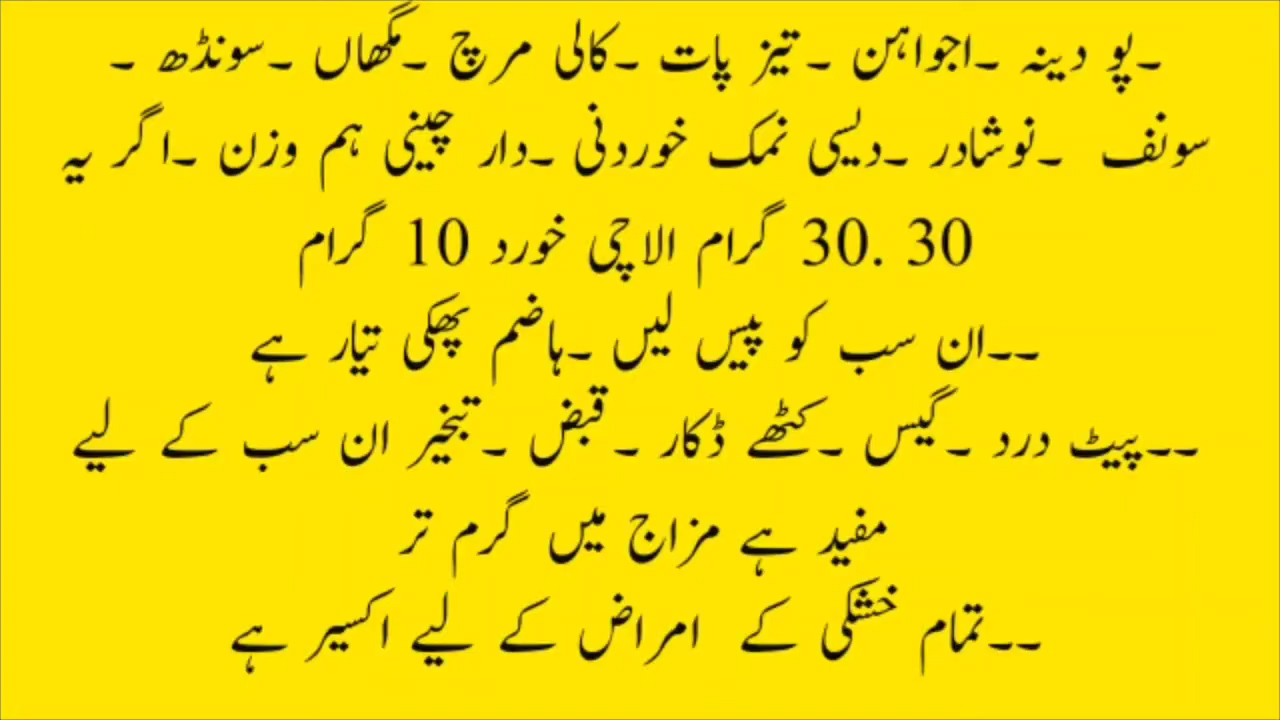 ۔پو دینہ ۔اجواہن ۔تیز پات ۔کالی مرچ ۔مگھاں ۔سونڈھ ۔
سونف ۔نوشادر ۔دیسی نمک خوردنی ۔دار چینی ہم وزن ۔اگر یہ
30 .30 گرام الاچی خورد 10 گرام
۔۔ان سب کو پیس لیں ۔ہاضم پھکی تیار ہے
۔۔پیٹ درد ۔گیس ۔کٹھے ڈکار ۔قبض ۔تبخیر ان سب کے لیے
مفید ہے مزاج میں گرم تر
۔۔تمام خشکی کے امراض کے لیے اکسیر ہے